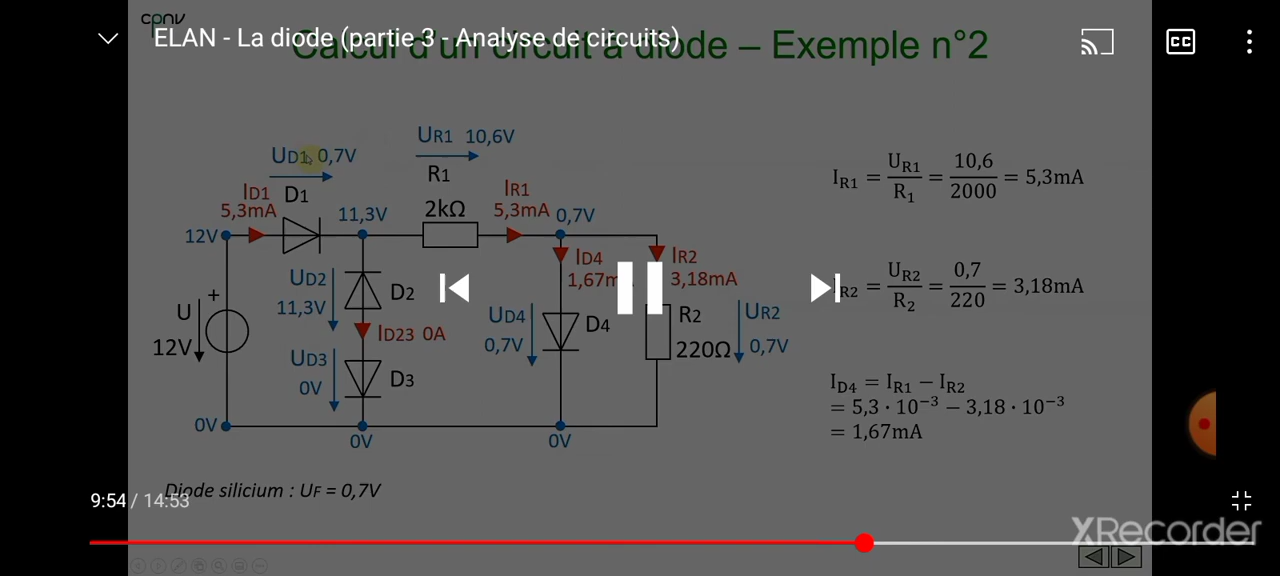 cpnv
ELAN - La diode (partie 3 - Analyse de circuits)
Calcul d'un circuit à diode – Exemple n°2
CC
UR1 10,6V
UD1 0,7V
R1
ID1
D1
IR1
5,3mA
11,3V
2kΩ
5,3mA
0,7V
12V
IR1 = UR1/R1 = 10,6/2000 = 5,3mA
ID4
IR2
1,67m
3,18mA
UD2
11,3V
D2
+
U
12V
ID23 0A
UD4
0,7V
D4
R2
220Ω
UR2
0,7V
R2 = UR2/R2 = 0,7/220 = 3,18mA
UD3
0V
D3
ID4 = IR1 − IR2
= 5,3 · 10⁻³ − 3,18 · 10⁻³
= 1,67mA
0V
0V
0V
Diode silicium : UF = 0,7V
9:54 / 14:53
XRecorder